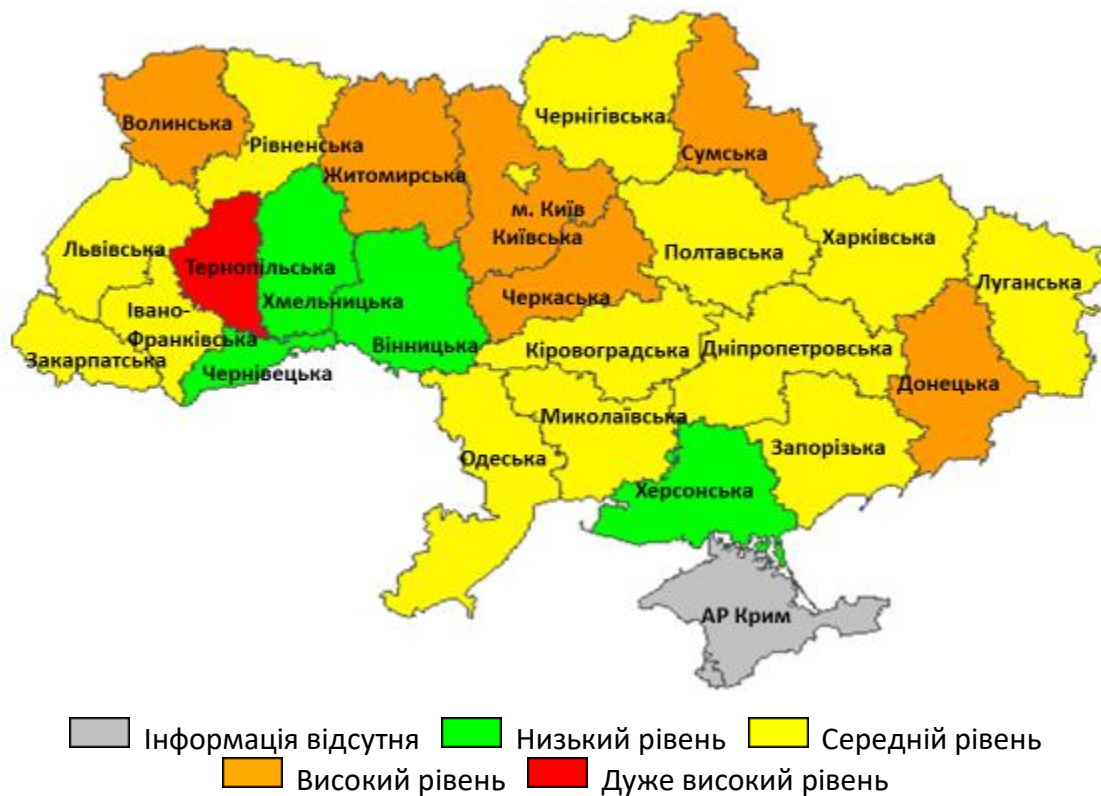 Волинська
Рівненська
Житомирська
Чернігівська
Сумська
м. Київ
Київська
Львівська
Тернопільська
Хмельницька
Івано-
Франківська
Закарпатська
Чернівецька
Вінницька
Черкаська
Полтавська
Харківська
Луганська
Кіровоградська
Дніпропетровська
Донецька
Миколаївська
Одеська
Запорізька
Херсонська
АР Крим
Інформація відсутня Низький рівень Середній рівень
Високий рівень Дуже високий рівень